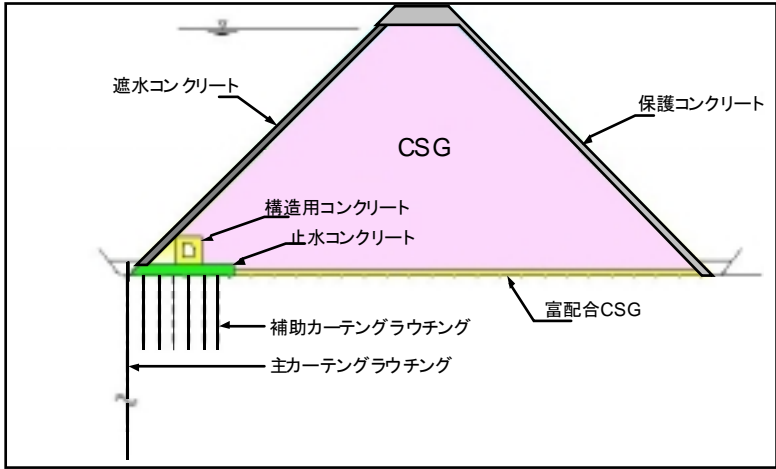 遮水コンクリート
保護コンクリート
CSG
構造用コンクリート
止水コンクリート
富配合CSG
補助カーテングラウチング
主カーテングラウチング